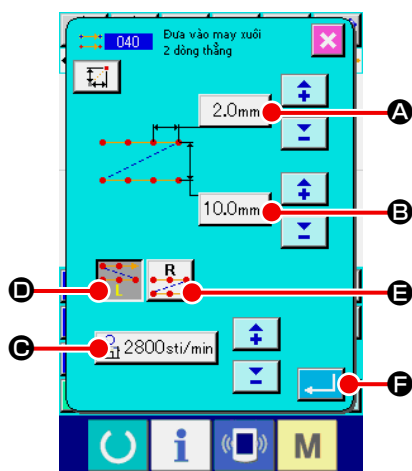 040 Đưa vào may xuôi
2 dòng thẳng
2.0mm
A
10.0mm
B
D
L
R
E
C
2800sti/min
F
i
M